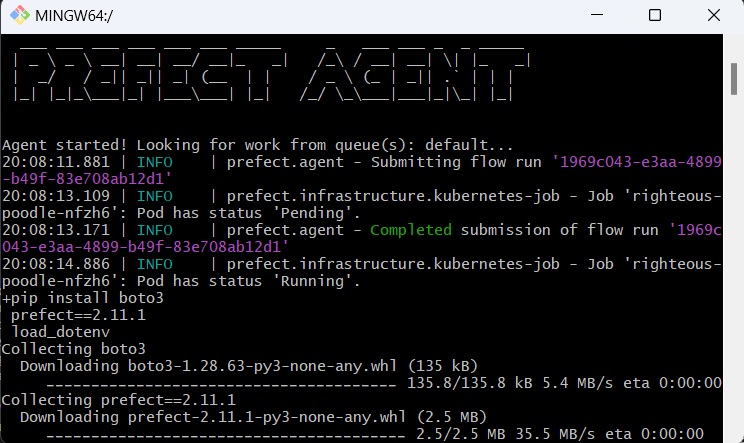 MINGW64:/
PREFECT AGENT
Agent started! Looking for work from queue(s): default...
20:08:11.881 | INFO    | prefect.agent - Submitting flow run '1969c043-e3aa-4899
-b49f-83e708ab12d1'
20:08:13.109 | INFO    | prefect.infrastructure.kubernetes-job - Job 'righteous-
poodle-nfzh6': Pod has status 'Pending'.
20:08:13.171 | INFO    | prefect.agent - Completed submission of flow run '1969c
043-e3aa-4899-b49f-83e708ab12d1'
20:08:14.886 | INFO    | prefect.infrastructure.kubernetes-job - Job 'righteous-
poodle-nfzh6': Pod has status 'Running'.
+pip install boto3
prefect==2.11.1
load_dotenv
Collecting boto3
Downloading boto3-1.28.63-py3-none-any.whl (135 kB)
---------------------------------------- 135.8/135.8 kB 5.4 MB/s eta 0:00:00
Collecting prefect==2.11.1
Downloading prefect-2.11.1-py3-none-any.whl (2.5 MB)
---------------------------------------- 2.5/2.5 MB 35.5 MB/s eta 0:00:00